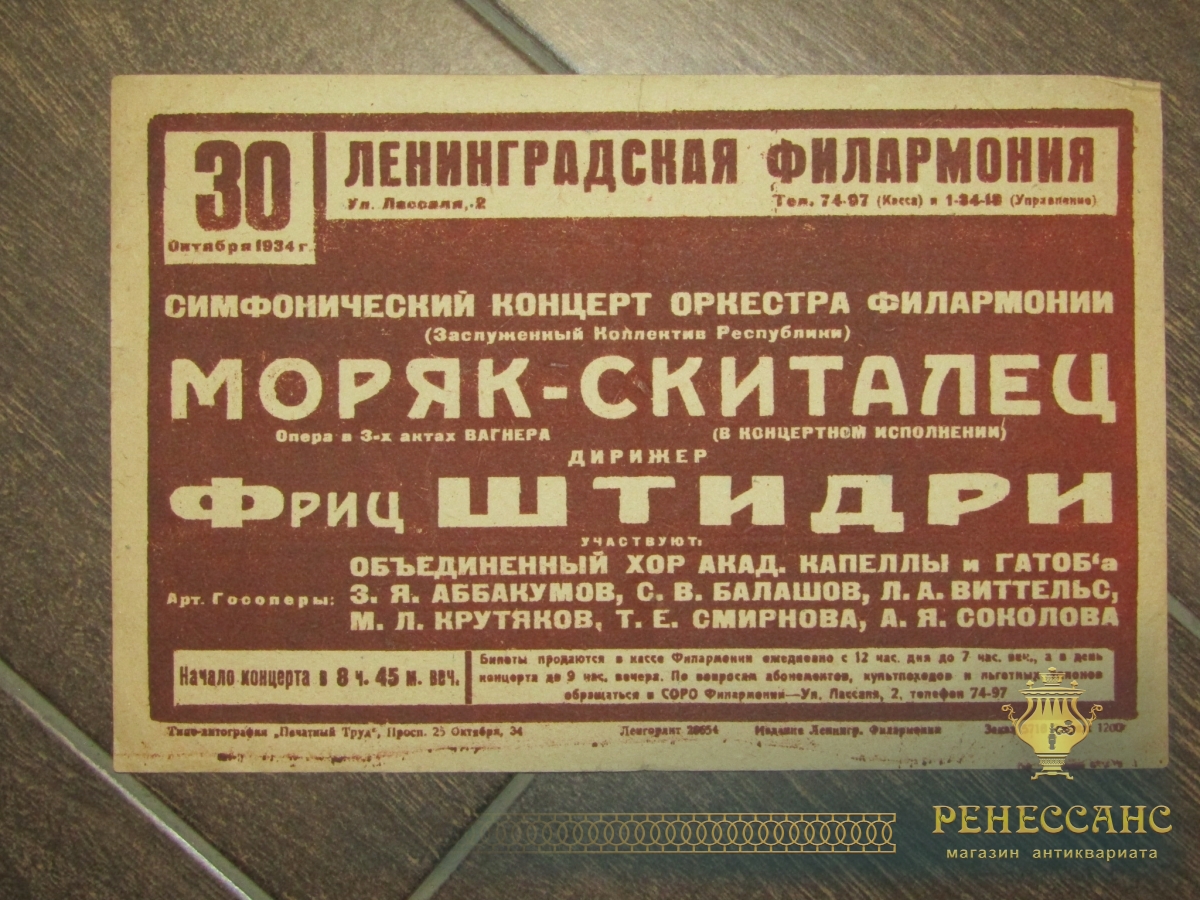 30
Октября 1934 г.
ЛЕНИНГРАДСКАЯ ФИЛАРМОНИЯ
Ул. Лассаля, 2 Тел. 74-97 (Касса) и 1-34-18 (Управление)
СИМФОНИЧЕСКИЙ КОНЦЕРТ ОРКЕСТРА ФИЛАРМОНИИ
(Заслуженный Коллектив Республики)
МОРЯК-СКИТАЛЕЦ
Опера в 3-х актах ВАГНЕРА (В КОНЦЕРТНОМ ИСПОЛНЕНИИ)
ДИРИЖЕР
Фриц ШТИДРИ
УЧАСТВУЮТ:
ОБЪЕДИНЕННЫЙ ХОР АКАД. КАПЕЛЛЫ и ГАТОБ‘а
Арт. Госоперы: З. Я. АББАКУМОВ, С. В. БАЛАШОВ, Л. А. ВИТТЕЛЬС,
М. Л. КРУТЯКОВ, Т. Е. СМИРНОВА, А. Я. СОКОЛОВА
Начало концерта в 8 ч. 45 м. веч.
Билеты продаются в кассе Филармонии ежедневно с 12 час. дня до 7 час. веч., а в день
концерта до 9 час. вечера. По вопросам абонементов, культпоходов и льготных
обращаться в СОРО Филармонии—Ул. Лассаля, 2, телефон 74-97
Типо-автография „Печатный Труд", Просп. 25 Октября, 34 Ленгорлит 26654 Издание Ленингр. Филармонии Заказ
РЕНЕССАНС
магазин антиквариата